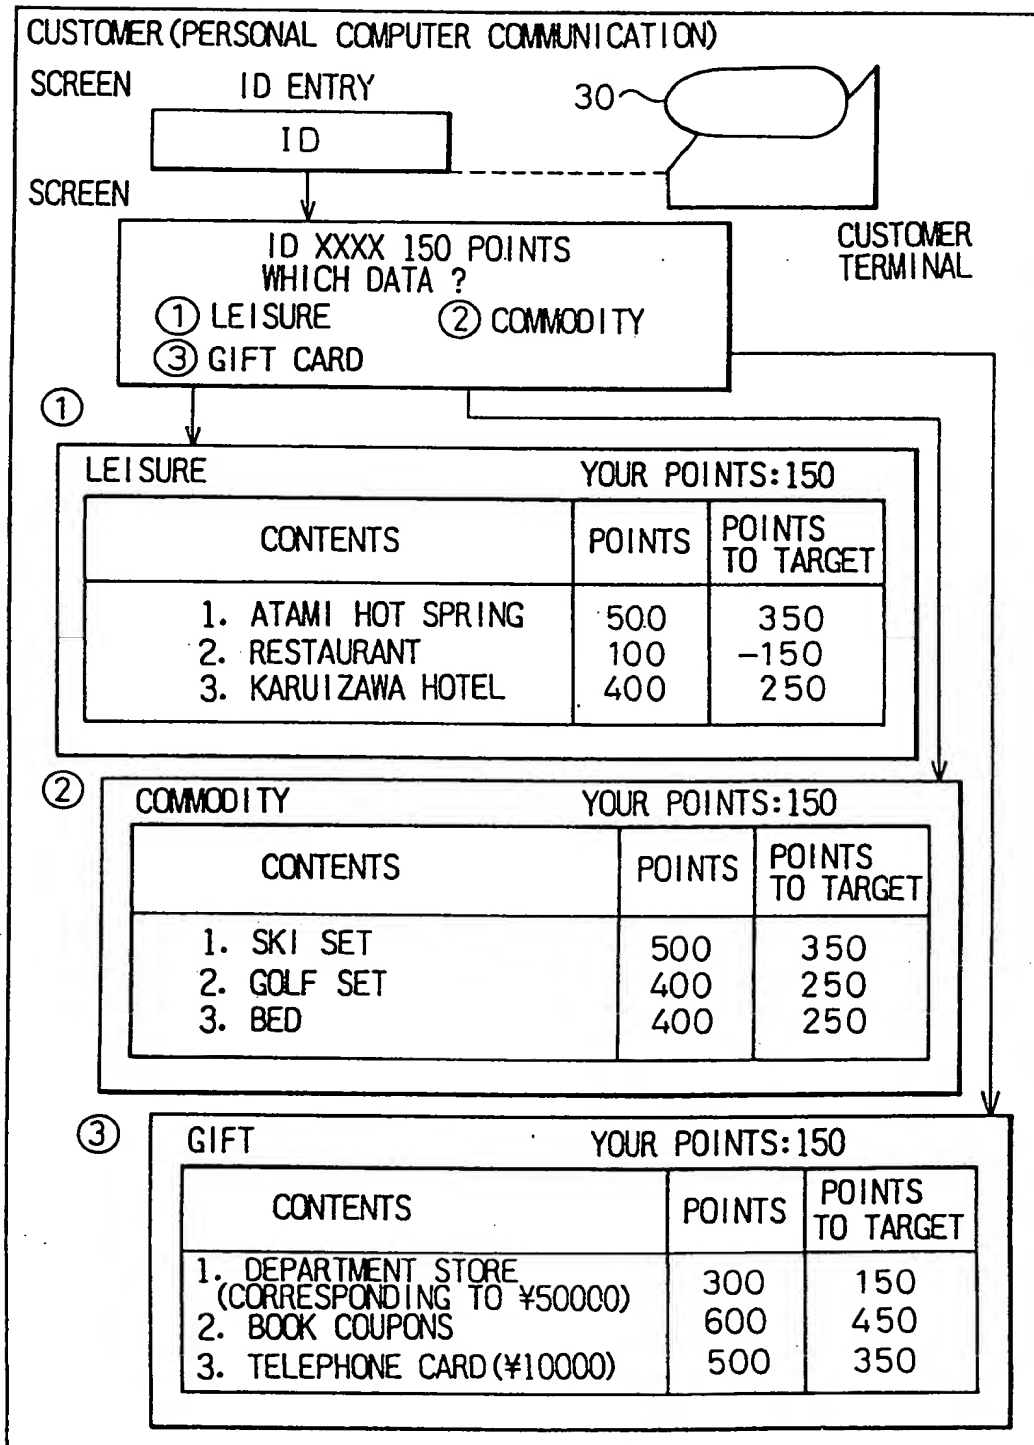 CUSTOMER (PERSONAL COMPUTER COMMUNICATION)
SCREEN ID ENTRY
30
ID
SCREEN
CUSTOMER
TERMINAL
ID XXXX 150 POINTS
WHICH DATA ?
① LEISURE ② COMMODITY
③ GIFT CARD
①
LEISURE YOUR POINTS:150
CONTENTS POINTS POINTS
TO TARGET
1. ATAMI HOT SPRING 500 350
2. RESTAURANT 100 -150
3. KARUIZAWA HOTEL 400 250
②
COMMODITY YOUR POINTS:150
CONTENTS POINTS POINTS
TO TARGET
1. SKI SET 500 350
2. GOLF SET 400 250
3. BED 400 250
③
GIFT YOUR POINTS:150
CONTENTS POINTS POINTS
TO TARGET
1. DEPARTMENT STORE
(CORRESPONDING TO ¥50000) 300 150
2. BOOK COUPONS 600 450
3. TELEPHONE CARD (¥10000) 500 350